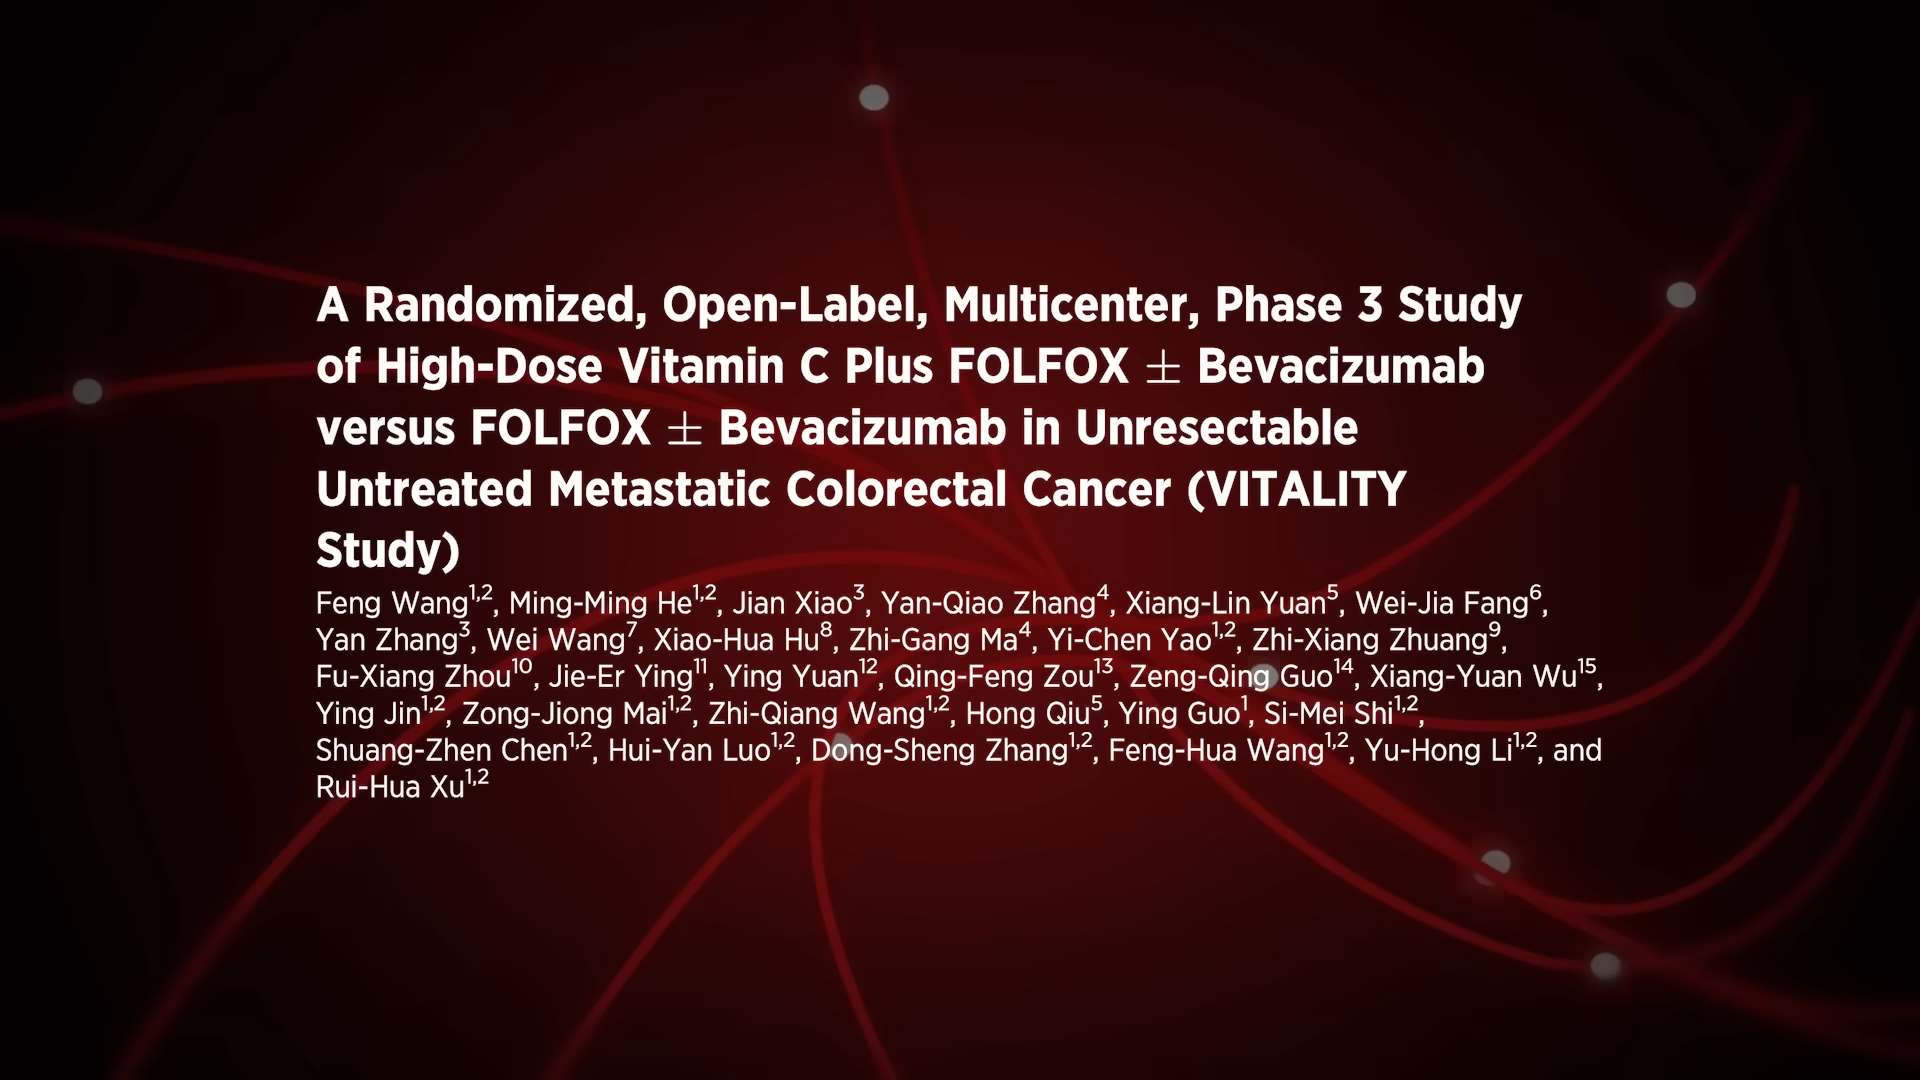 A Randomized, Open-Label, Multicenter, Phase 3 Study
of High-Dose Vitamin C Plus FOLFOX ± Bevacizumab
versus FOLFOX ± Bevacizumab in Unresectable
Untreated Metastatic Colorectal Cancer (VITALITY
Study)
Feng Wang1,2, Ming-Ming He1,2, Jian Xiao3, Yan-Qiao Zhang4, Xiang-Lin Yuan5, Wei-Jia Fang6,
Yan Zhang3, Wei Wang7, Xiao-Hua Hu8, Zhi-Gang Ma4, Yi-Chen Yao1,2, Zhi-Xiang Zhuang9,
Fu-Xiang Zhou10, Jie-Er Ying11, Ying Yuan12, Qing-Feng Zou13, Zeng-Qing Guo14, Xiang-Yuan Wu15,
Ying Jin1,2, Zong-Jiong Mai1,2, Zhi-Qiang Wang1,2, Hong Qiu5, Ying Guo1, Si-Mei Shi1,2,
Shuang-Zhen Chen1,2, Hui-Yan Luo1,2, Dong-Sheng Zhang1,2, Feng-Hua Wang1,2, Yu-Hong Li1,2, and
Rui-Hua Xu1,2